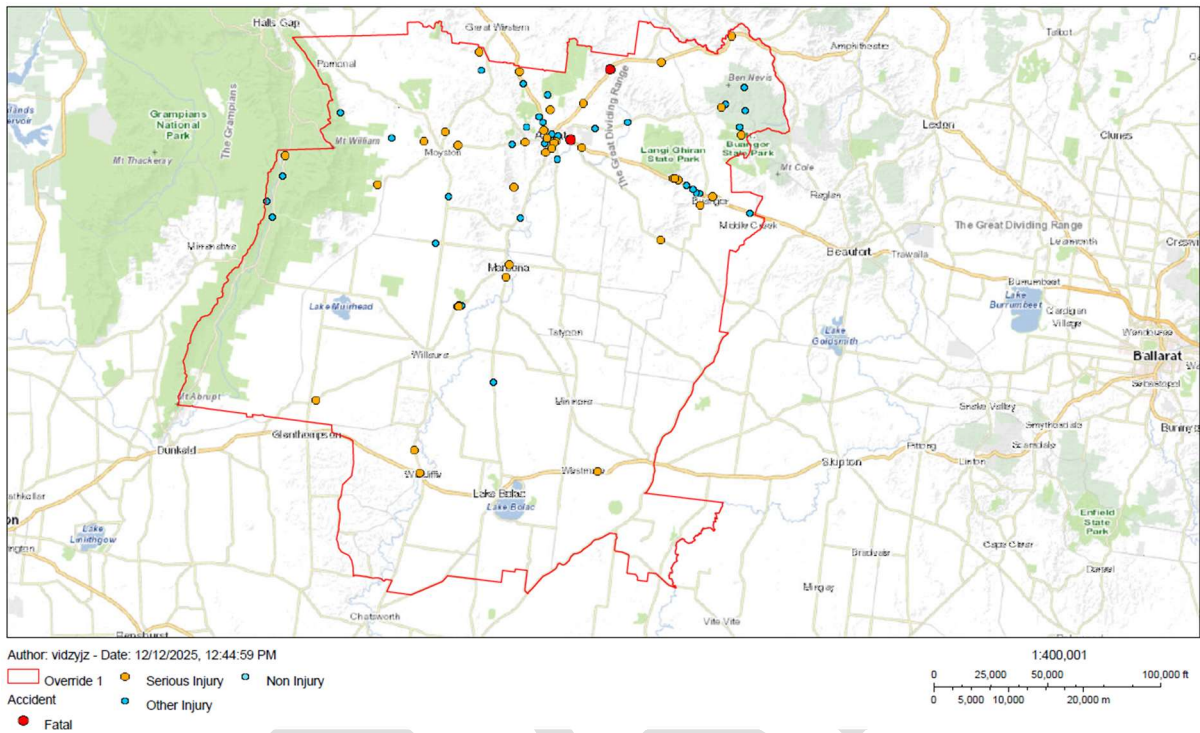 Halls Gap
Great Western
Amphitheatre
Talbot
Pomonal
Ben Nevis
Grampians
National
Park
The Grampians
The Great Dividing Range
Lexton
Clunes
Mt William
Mt Thackeray
Moyston
Langi Ghiran
State Park
Buangor
State Park
Mt Cole
Raglan
Buangor
Middle Creek
The Great Dividing Range
Learmonth
Beaufort
Trawalla
Maroona
Burrumbeet
Lake
Burrumbeet
Cardigan
Village
Lake Muirhead
Tatyoon
Lake
Goldsmith
Wendouree
Willaura
Ballarat
Sebastopol
Mt Abrupt
Mininera
Snake Valley
Smythesdale
Glenthompson
Dunkeld
Pitfong
Scarsdale
Linton
Skipton
Wickliffe
Westmere
Lake Bolac
Lake Bolac
Enfield
State
Park
Lake
Linlithgow
Bradvale
Cape Clear
Mingay
Chatsworth
Vite Vite
Author: vidzyjz - Date: 12/12/2025, 12:44:59 PM
1:400,001
Override 1 Serious Injury Non Injury
0 25,000 50,000 100,000 ft
Accident
Other Injury
0 5,000 10,000 20,000 m
Fatal